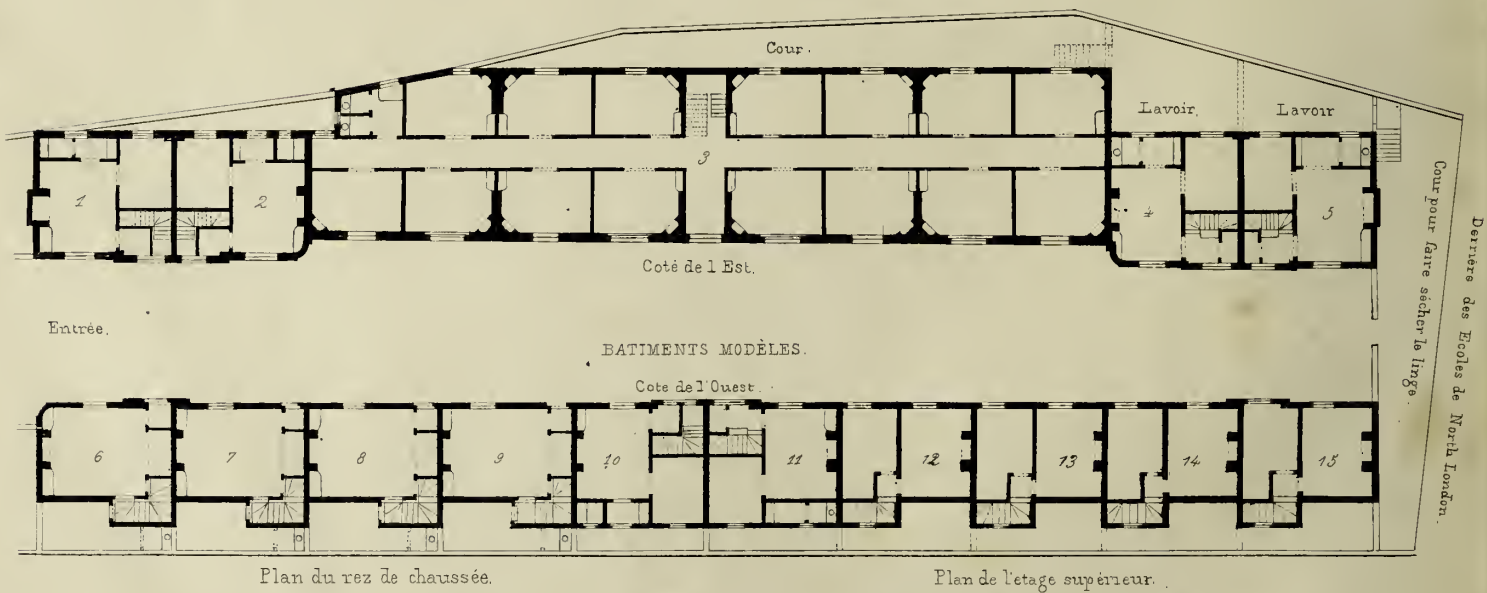 Cour.
Lavoir.
Lavoir
1
2
3
4
5
Coté de l Est.
Entrée.
BATIMENTS MODÈLES.
Cote de l'Ouest.
6
7
8
9
10
11
12
13
14
15
Plan du rez de chaussée.
Plan de l'etage supérieur.
Cour pour faire sècher le linge.
Derrière des Ecoles de North London.